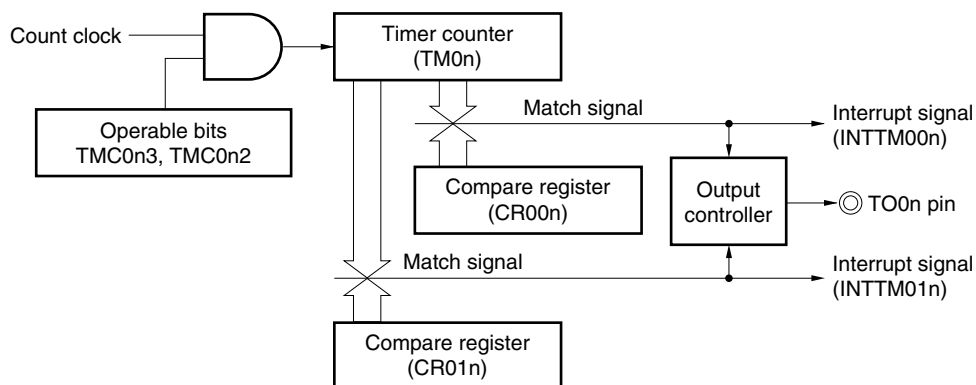 Count clock
Timer counter
(TM0n)
Operable bits
TMC0n3, TMC0n2
Match signal
Interrupt signal
(INTTM00n)
Compare register
(CR00n)
Output
controller
TO0n pin
Match signal
Interrupt signal
(INTTM01n)
Compare register
(CR01n)